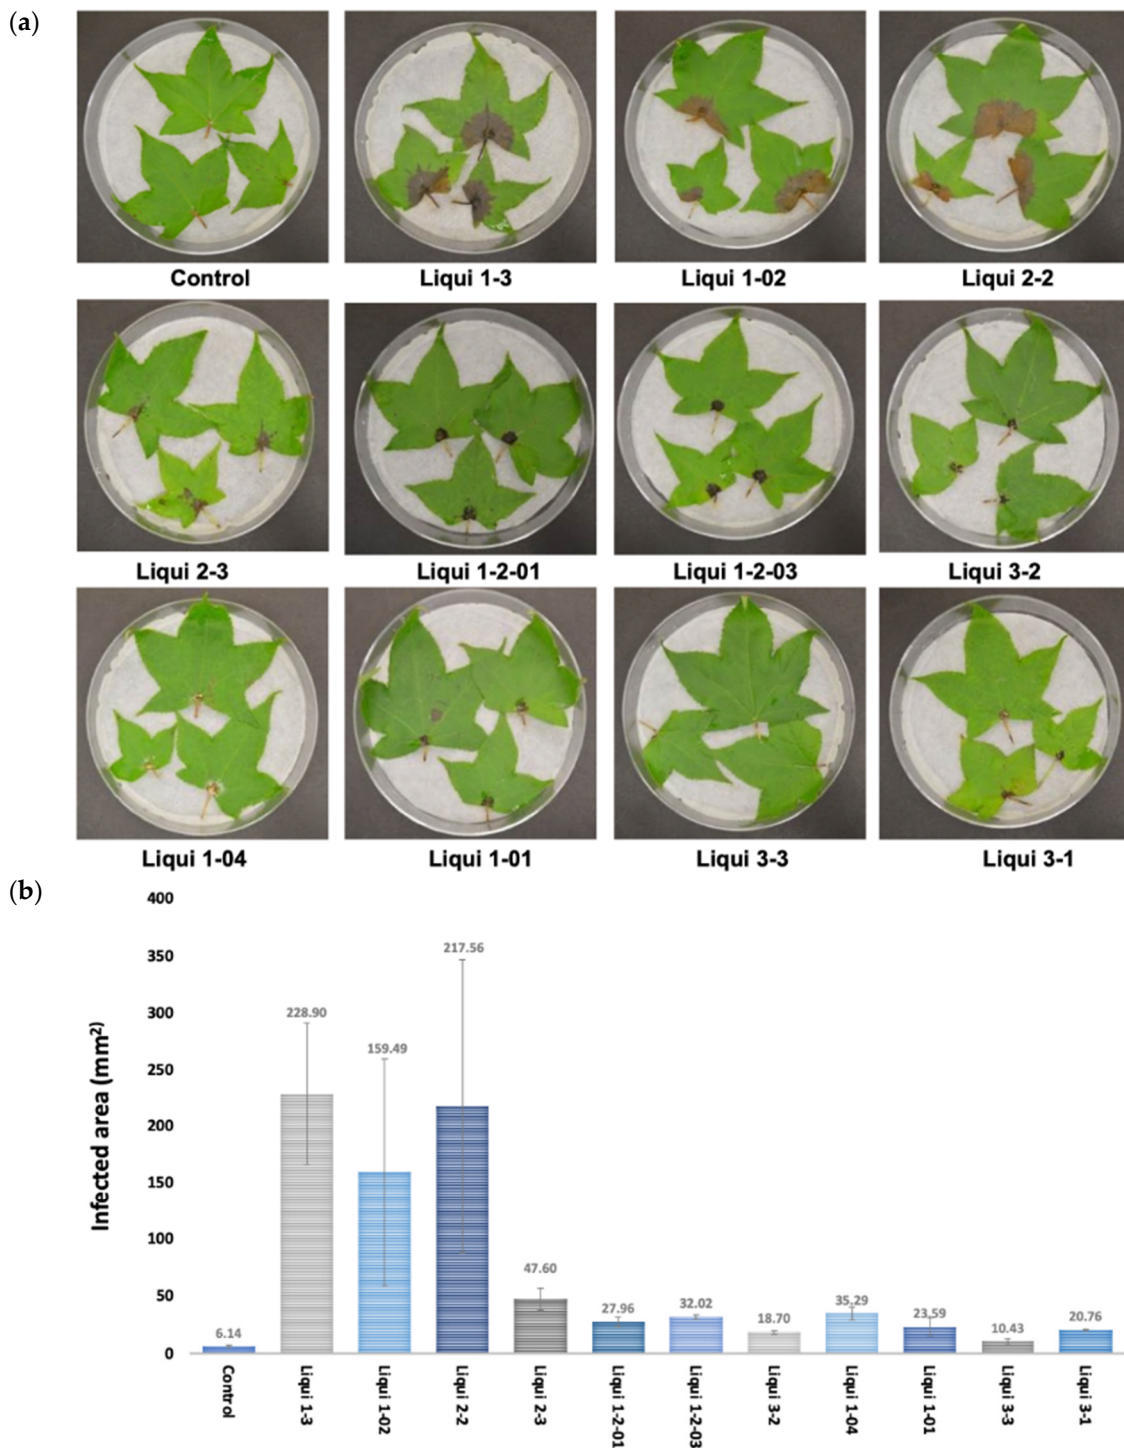 (a)
Control Liqui 1-3 Liqui 1-02 Liqui 2-2
Liqui 2-3 Liqui 1-2-01 Liqui 1-2-03 Liqui 3-2
Liqui 1-04 Liqui 1-01 Liqui 3-3 Liqui 3-1
(b)
Infected area (mm²)
400
350
300
250
200
150
100
50
0
6.14
228.90
159.49
217.56
47.60
27.96
32.02
18.70
35.29
23.59
10.43
20.76
Control
Liqui 1-3
Liqui 1-02
Liqui 2-2
Liqui 2-3
Liqui 1-2-01
Liqui 1-2-03
Liqui 3-2
Liqui 1-04
Liqui 1-01
Liqui 3-3
Liqui 3-1